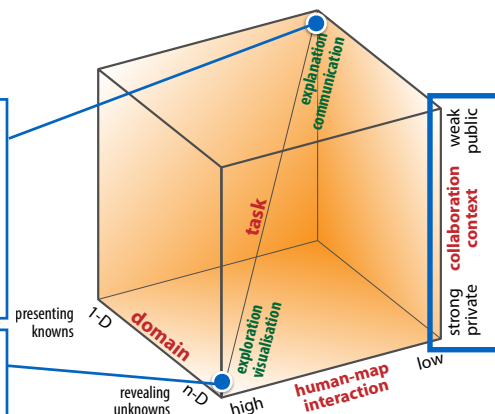 explanation
communication
weak
public
collaboration
context
strong
private
task
exploration
visualisation
presenting
knowns
1-D
domain
n-D
revealing
unknowns
high
human-map
interaction
low